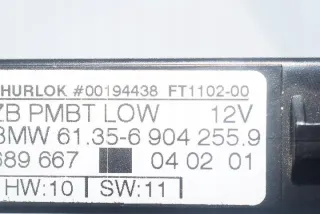 HURLOK #00194438 FT1102-00
ZB PMBT LOW 12V
BMW 61.35-6 904 255.9
689 667 04 02 01
HW:10 SW:11